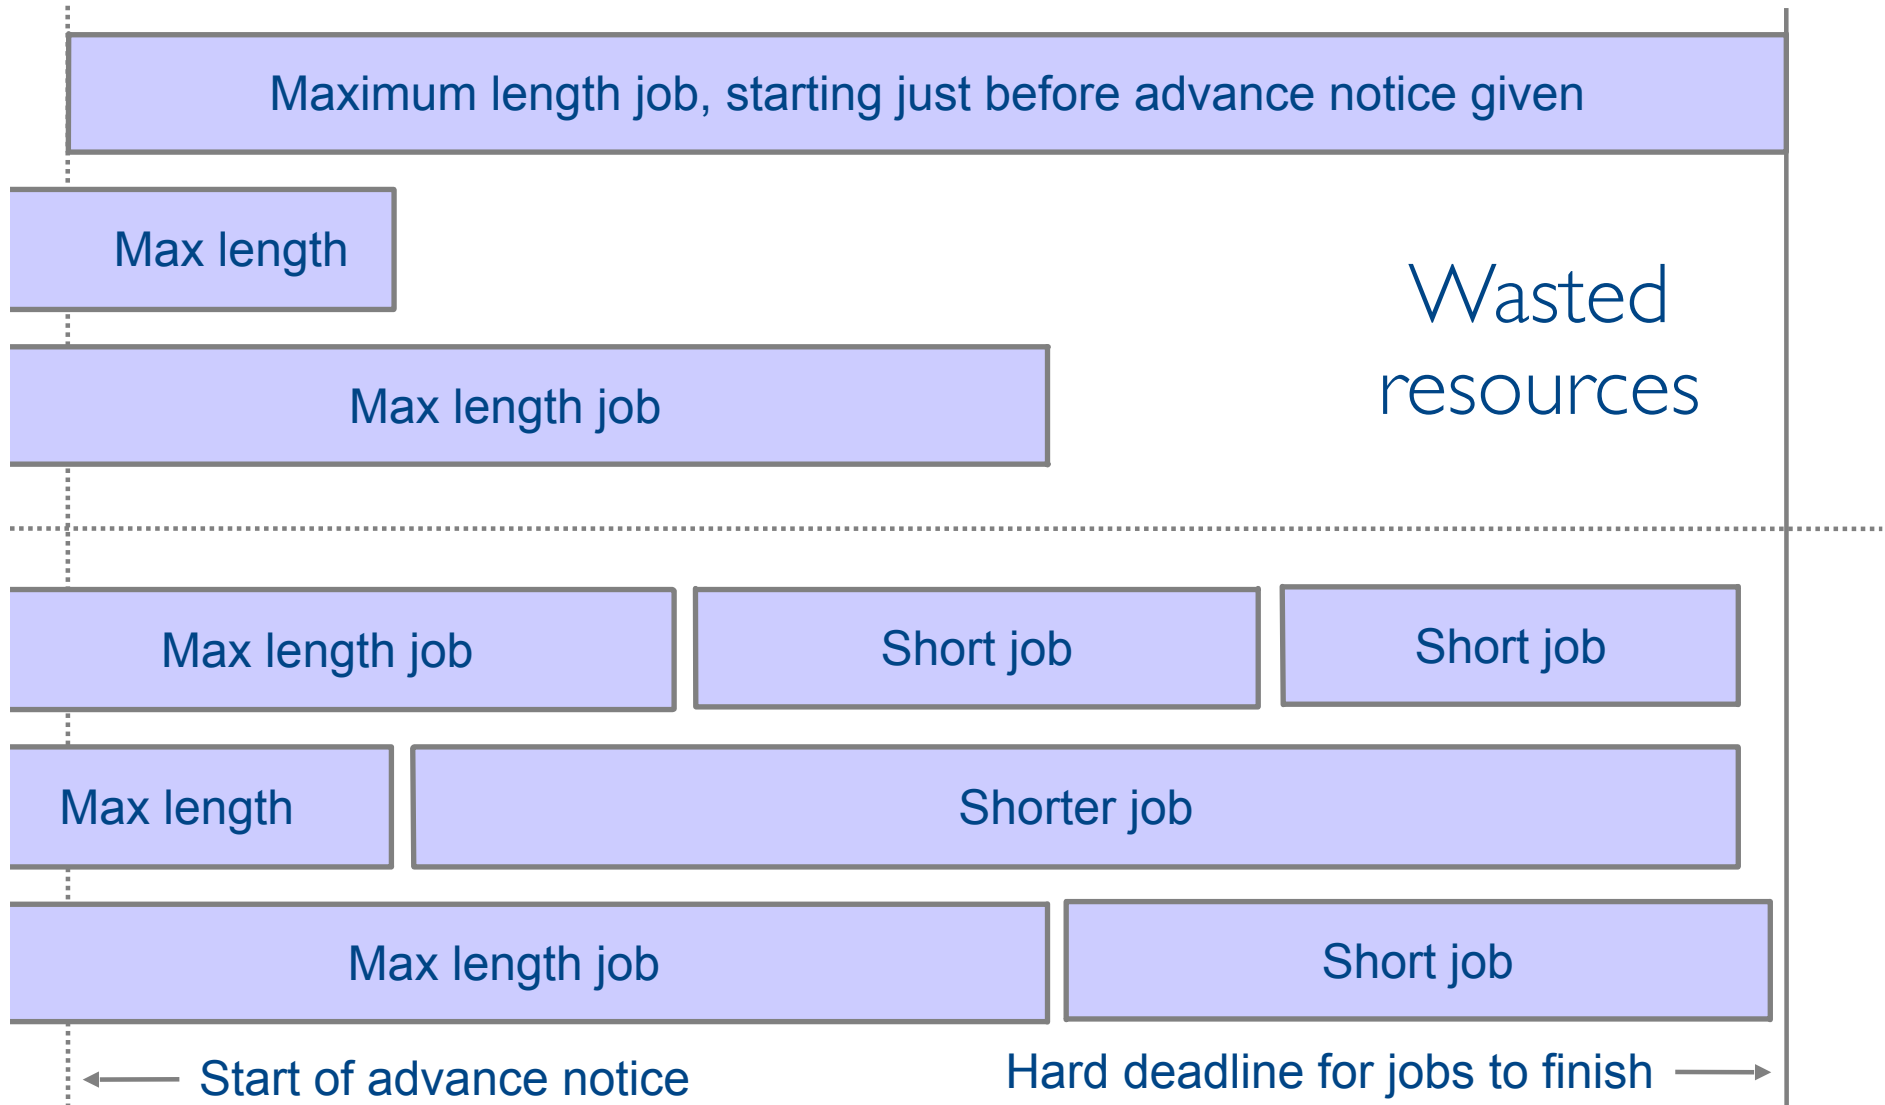 Maximum length job, starting just before advance notice given
Max length
Wasted
resources
Max length job
Max length job
Short job
Short job
Max length
Shorter job
Max length job
Short job
Start of advance notice
Hard deadline for jobs to finish